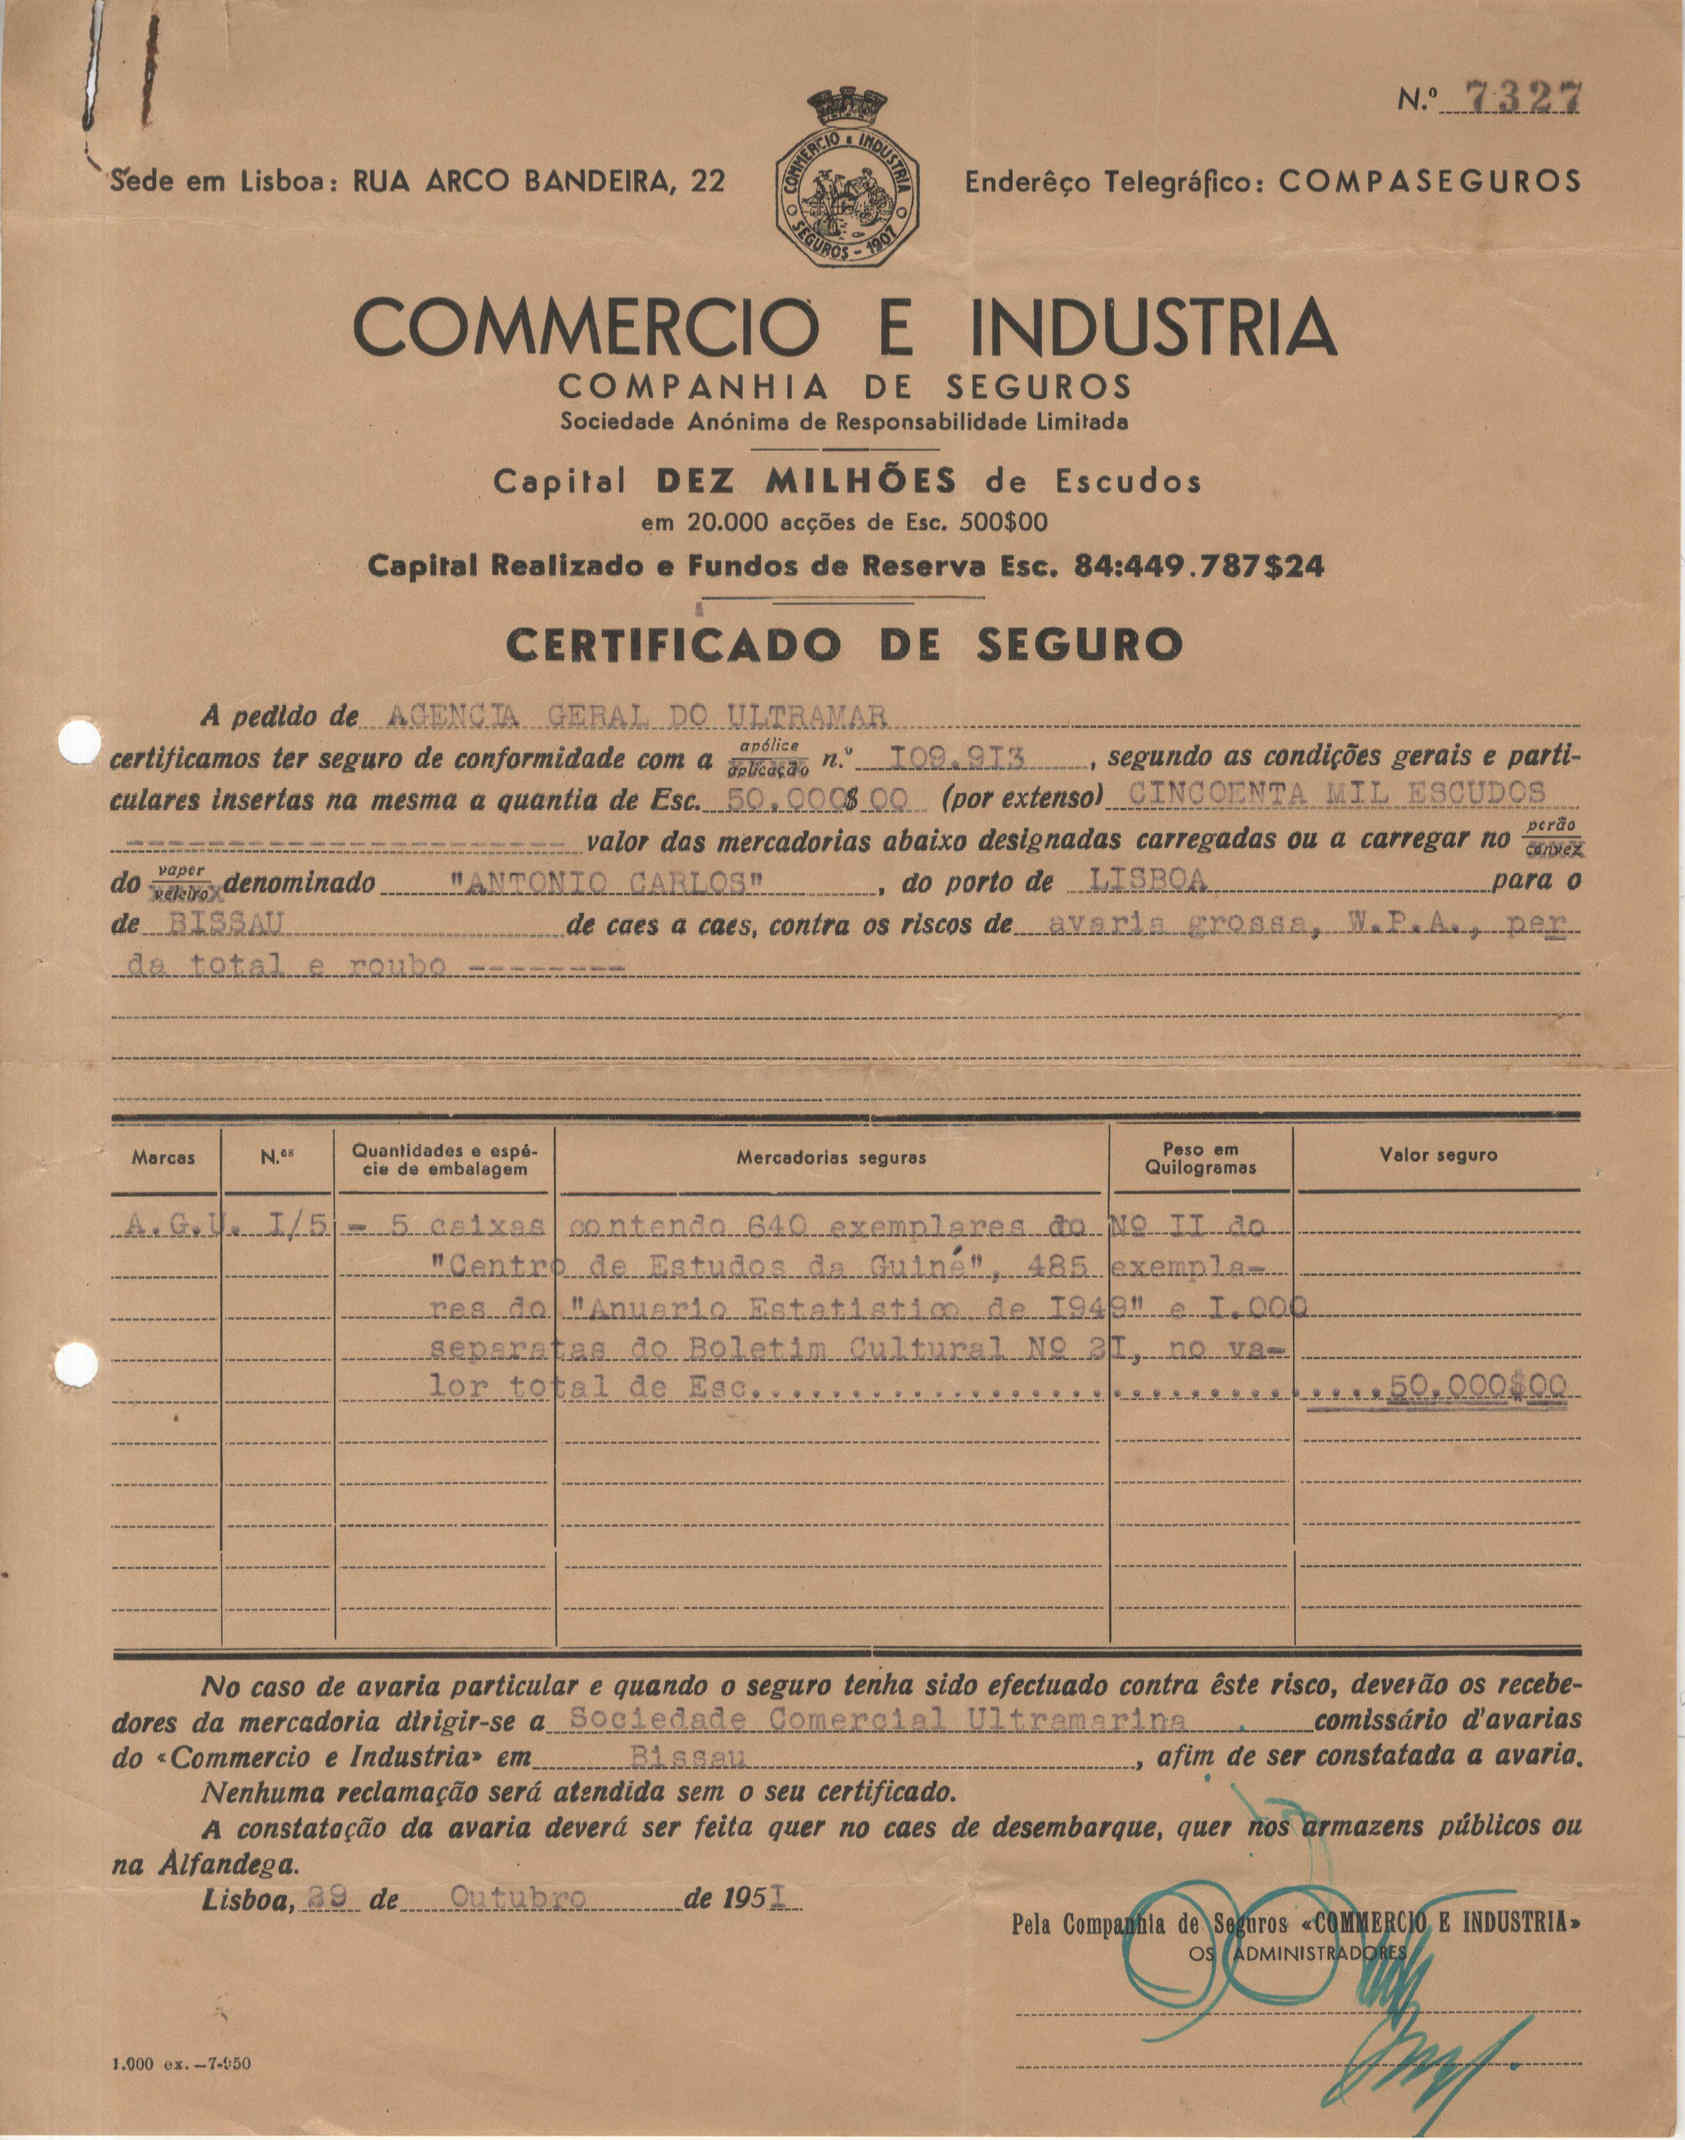 N.º 7327
Sede em Lisboa: RUA ARCO BANDEIRA, 22
COMMERCIO E INDUSTRIA
SEGUROS - 1907
Enderêço Telegráfico: COMPASEGUROS
COMMERCIO E INDUSTRIA
COMPANHIA DE SEGUROS
Sociedade Anónima de Responsabilidade Limitada
Capital DEZ MILHÕES de Escudos
em 20.000 acções de Esc. 500$00
Capital Realizado e Fundos de Reserva Esc. 84:449.787$24
CERTIFICADO DE SEGURO
A pedido de AGENCIA GERAL DO ULTRAMAR
certificamos ter seguro de conformidade com a apólice aplicação n.º I09.9I3, segundo as condições gerais e parti-
culares insertas na mesma a quantia de Esc. 50.000$00 (por extenso) CINCOENTA MIL ESCUDOS
---------------------- valor das mercadorias abaixo designadas carregadas ou a carregar no porão convez
do vapor veleiro denominado "ANTONIO CARLOS", do porto de LISBOA para o
de BISSAU de caes a caes, contra os riscos de avaria grossa, W.P.A., per
da total e roubo --------
Marcas N.ºs Quantidades e espé-cie de embalagem Mercadorias seguras Peso em Quilogramas Valor seguro
A.G.U. I/5 - 5 caixas contendo 640 exemplares do Nº II do
"Centro de Estudos da Guiné", 485 exempla-
res do "Anuario Estatistico de I949" e I.000
separatas do Boletim Cultural Nº 2I, no va-
lor total de Esc......................................50.000$00
No caso de avaria particular e quando o seguro tenha sido efectuado contra êste risco, deverão os recebe-
dores da mercadoria dirigir-se a Sociedade Comercial Ultramarina comissário d'avarias
do «Commercio e Industria» em Bissau, afim de ser constatada a avaria.
Nenhuma reclamação será atendida sem o seu certificado.
A constatação da avaria deverá ser feita quer no caes de desembarque, quer nos armazens públicos ou
na Alfandega.
Lisboa, 29 de Outubro de 195I
Pela Companhia de Seguros «COMMERCIO E INDUSTRIA»
OS ADMINISTRADORES
1.000 ex. — 7-950